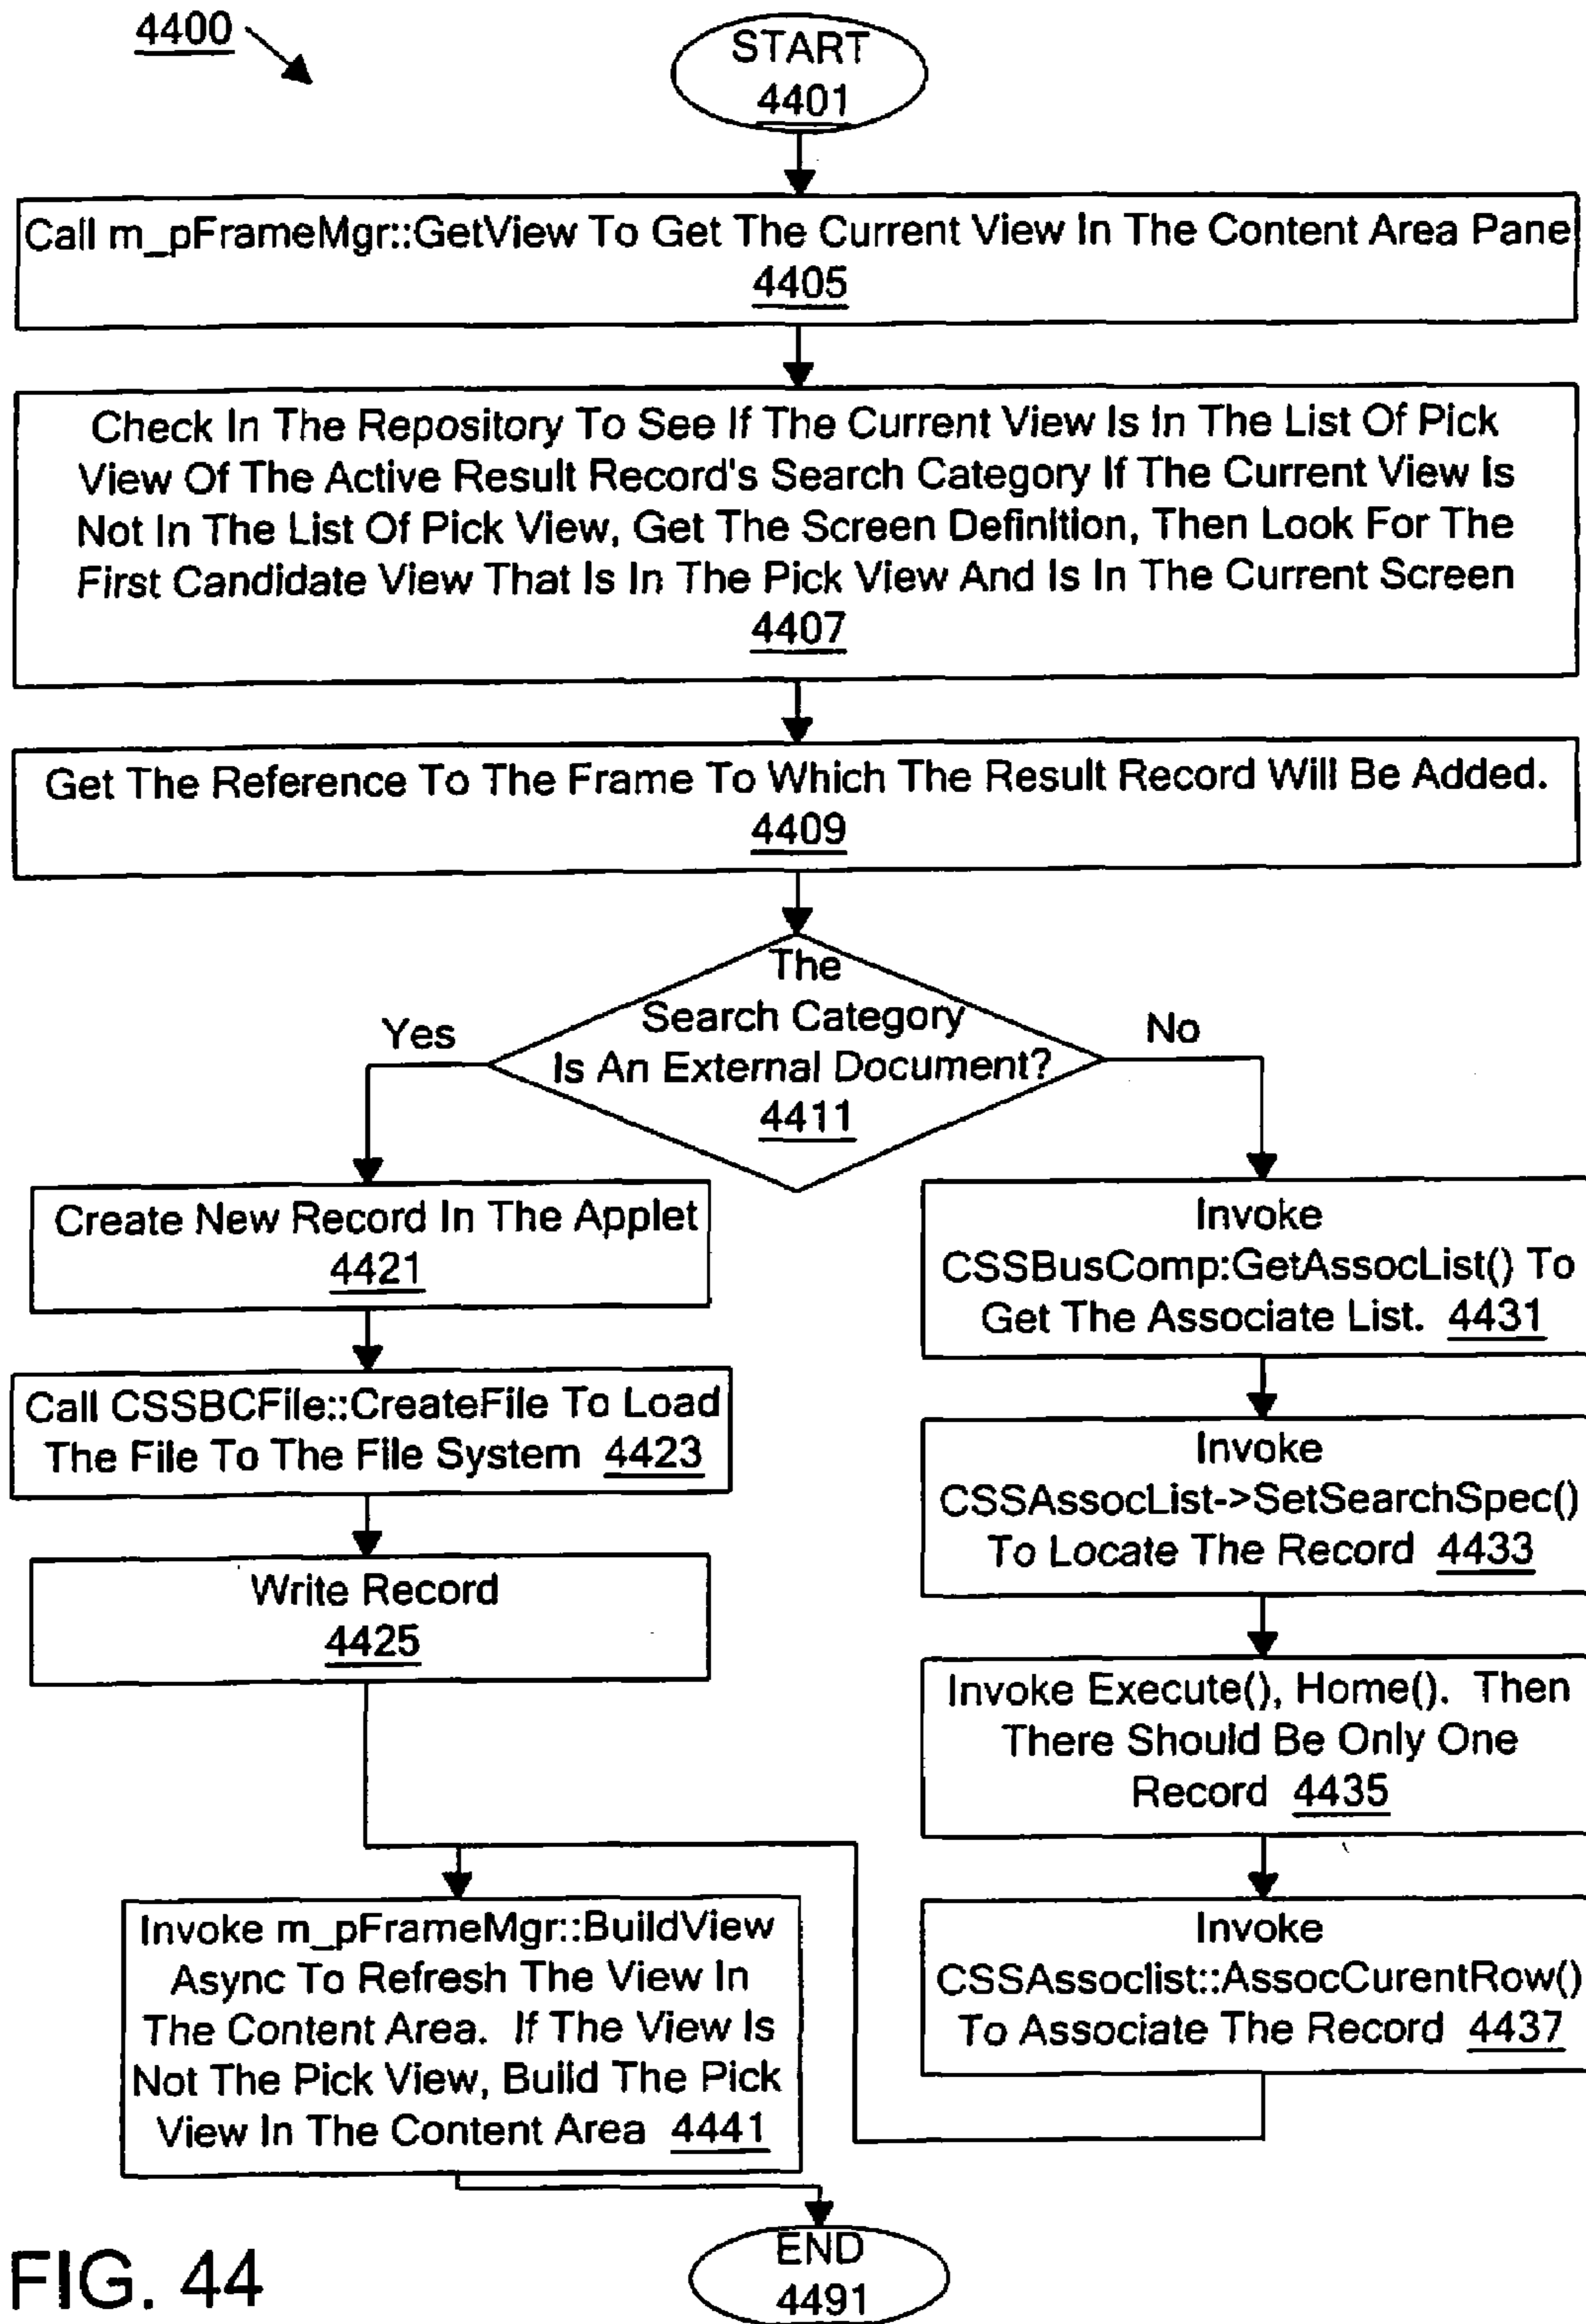 4400
START
4401
Call m_pFrameMgr::GetView To Get The Current View In The Content Area Pane
4405
Check In The Repository To See If The Current View Is In The List Of Pick
View Of The Active Result Record's Search Category If The Current View Is
Not In The List Of Pick View, Get The Screen Definition, Then Look For The
First Candidate View That Is In The Pick View And Is In The Current Screen
4407
Get The Reference To The Frame To Which The Result Record Will Be Added.
4409
The
Search Category
Is An External Document?
4411
Yes
No
Create New Record In The Applet
4421
Call CSSBCFile::CreateFile To Load
The File To The File System 4423
Write Record
4425
Invoke
CSSBusComp:GetAssocList() To
Get The Associate List. 4431
Invoke
CSSAssocList->SetSearchSpec()
To Locate The Record 4433
Invoke Execute(), Home(). Then
There Should Be Only One
Record 4435
Invoke
CSSAssoclist::AssocCurentRow()
To Associate The Record 4437
Invoke m_pFrameMgr::BuildView
Async To Refresh The View In
The Content Area. If The View Is
Not The Pick View, Build The Pick
View In The Content Area 4441
END
4491
FIG. 44